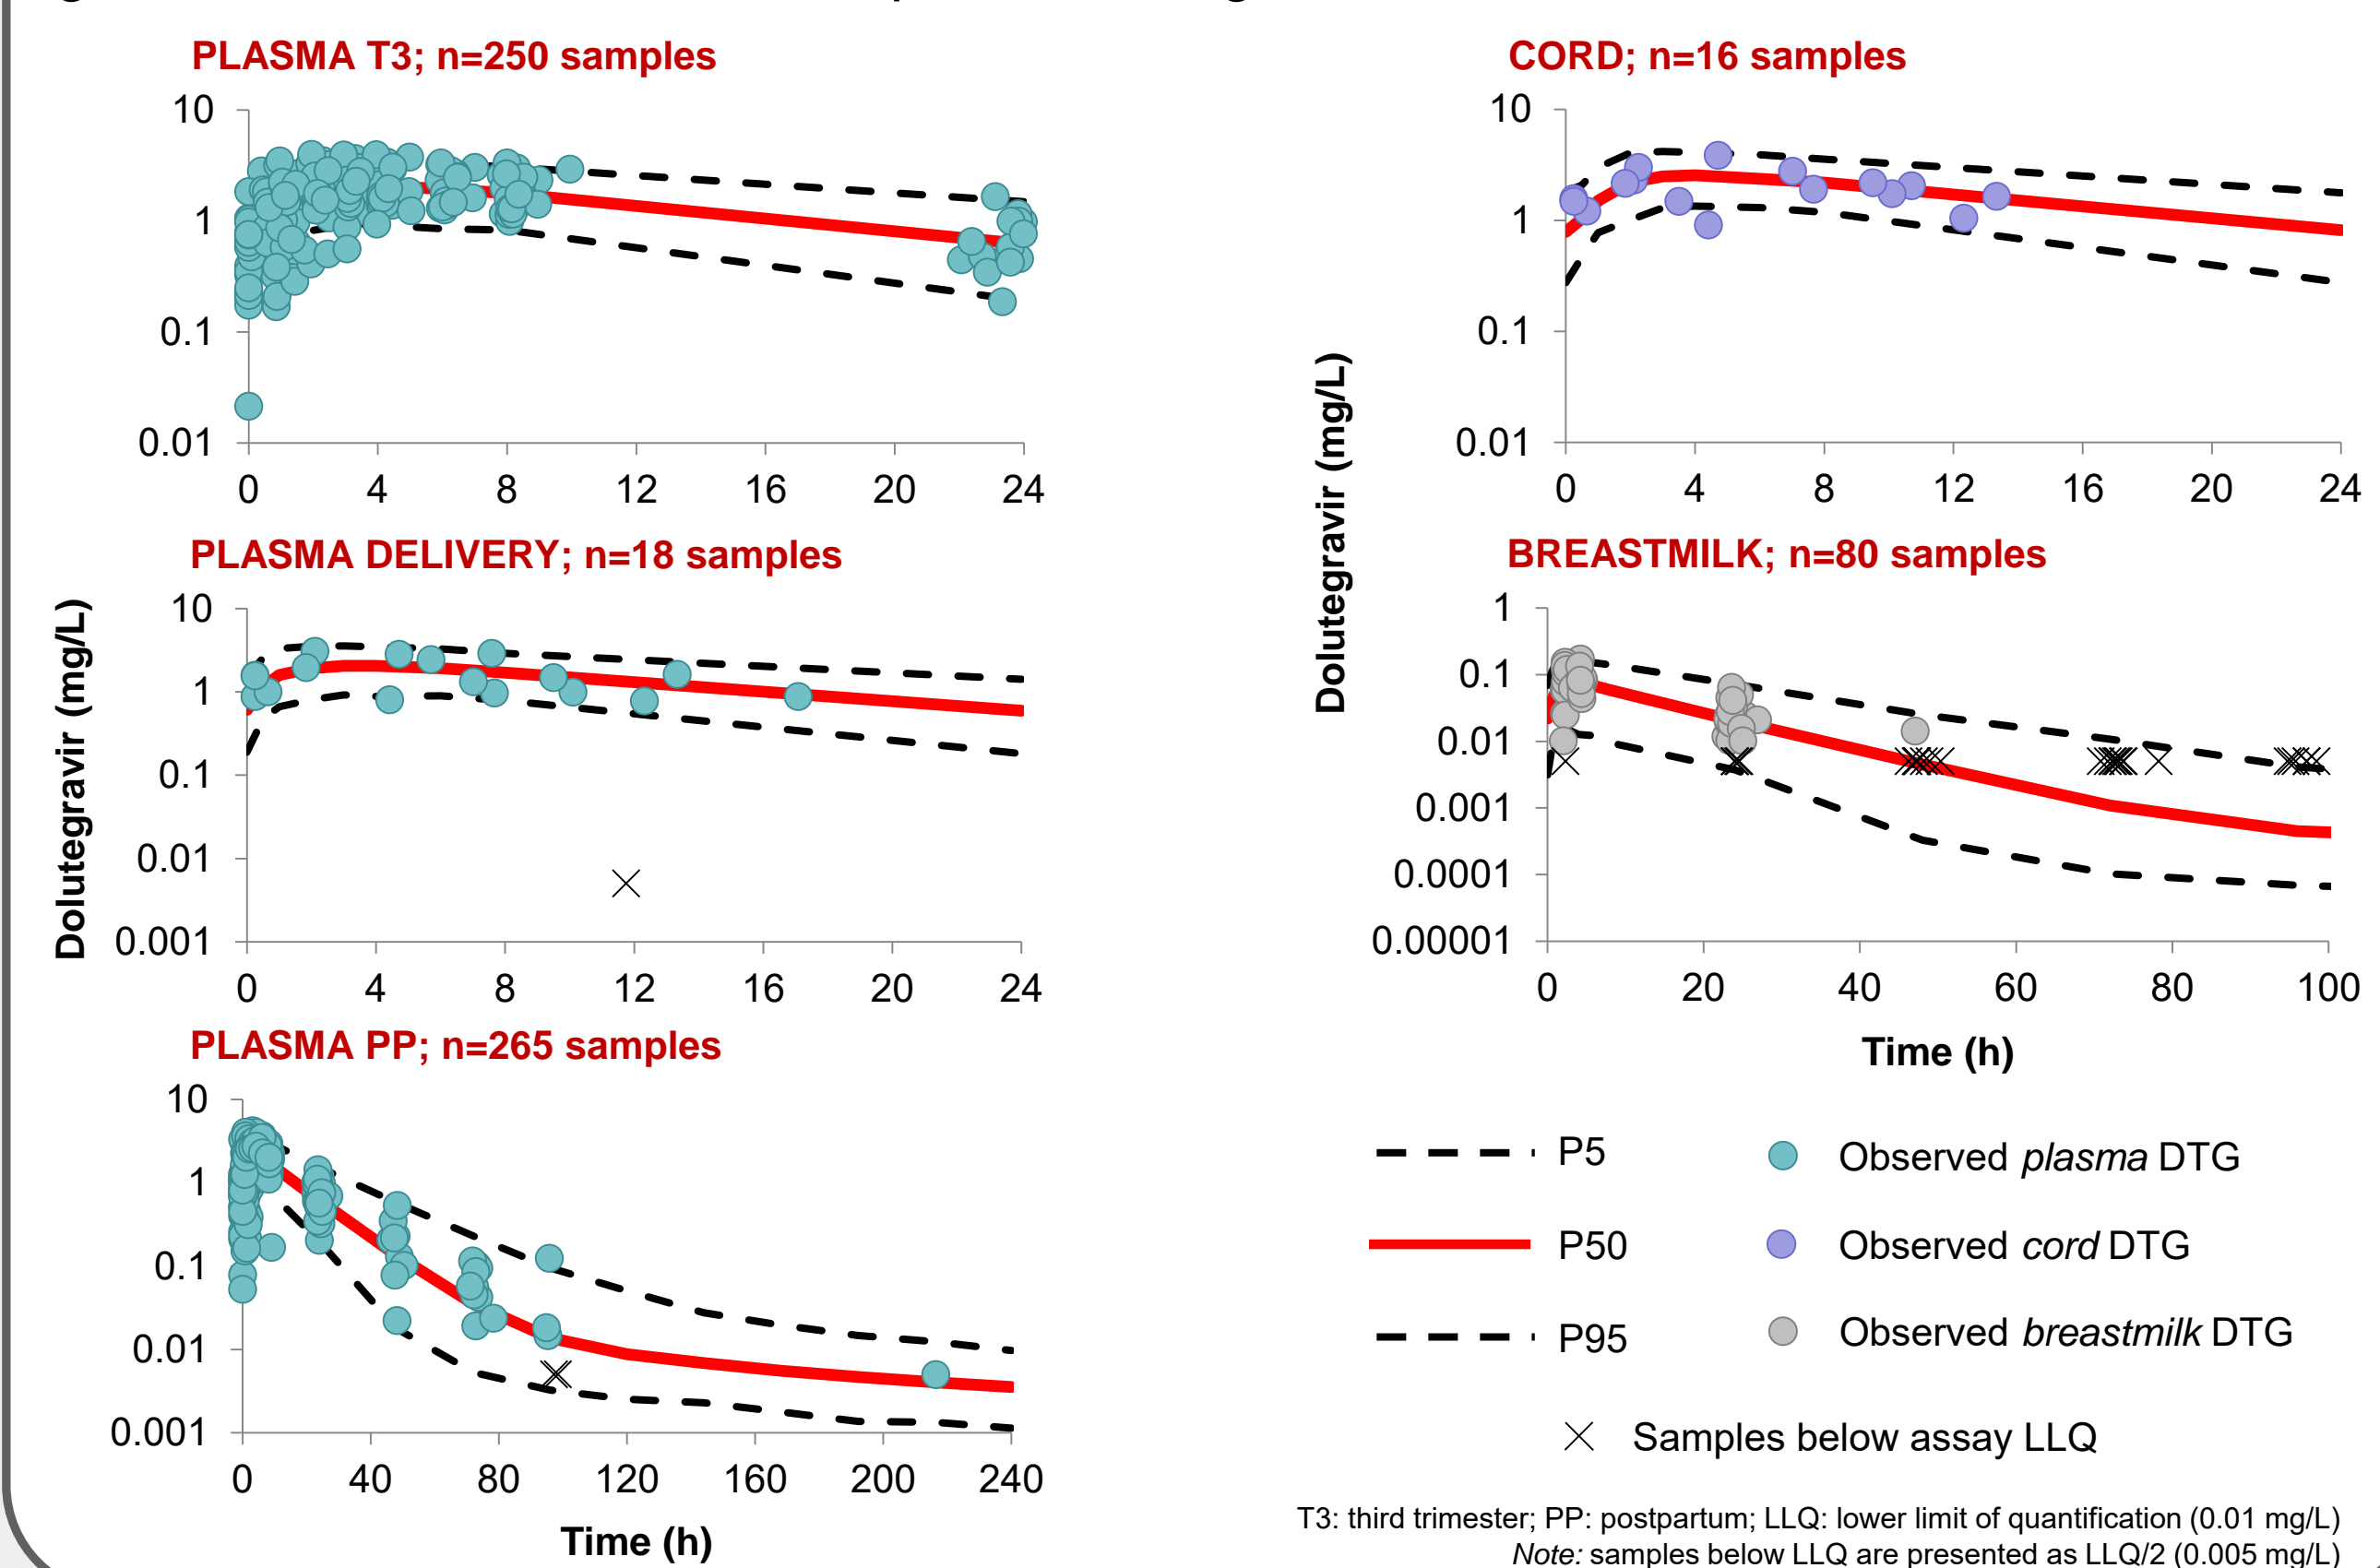 PLASMA T3; n=250 samples
10
1
0.1
0.01
0 4 8 12 16 20 24
PLASMA DELIVERY; n=18 samples
Dolutegravir (mg/L)
10
1
0.1
0.01
0.001
0 4 8 12 16 20 24
PLASMA PP; n=265 samples
10
1
0.1
0.01
0.001
0 40 80 120 160 200 240
Time (h)
CORD; n=16 samples
Dolutegravir (mg/L)
10
1
0.1
0.01
0 4 8 12 16 20 24
BREASTMILK; n=80 samples
1
0.1
0.01
0.001
0.0001
0.00001
0 20 40 60 80 100
Time (h)
P5
Observed plasma DTG
P50
Observed cord DTG
P95
Observed breastmilk DTG
Samples below assay LLQ
T3: third trimester; PP: postpartum; LLQ: lower limit of quantification (0.01 mg/L)
Note: samples below LLQ are presented as LLQ/2 (0.005 mg/L)